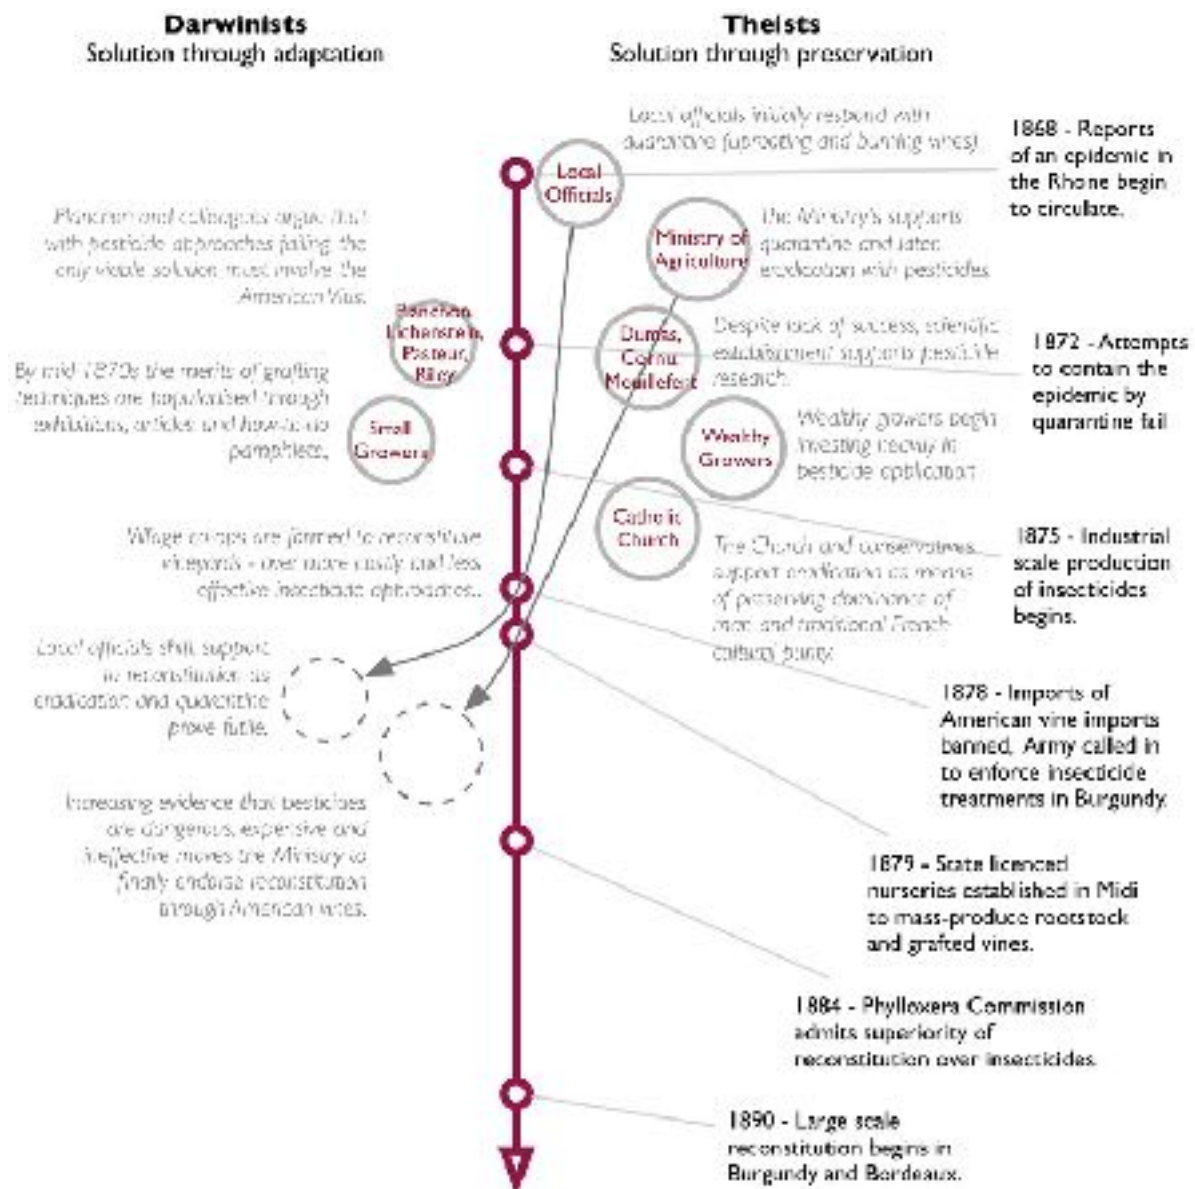 Darwinists
Solution through adaptation
Theists
Solution through preservation
Local officials initially respond with
quarantine (uprooting and burning vines)
Local
Officials
1868 - Reports
of an epidemic in
the Rhone begin
to circulate.
Planchon and colleagues argue that
with pesticide approaches failing the
only viable solution must involve the
American Vitis.
Ministry of
Agriculture
The Ministry's supports
quarantine and later,
eradication with pesticides
Planchon,
Lichenstein,
Pasteur,
Riley
Dumas,
Cornu,
Mouillefert
Despite lack of success, scientific
establishment supports pesticide
research.
1872 - Attempts
to contain the
epidemic by
quarantine fail
By mid 1870s the merits of grafting
techniques are popularised through
exhibitions, articles and how-to-do
pamphlets.
Small
Growers
Wealthy
Growers
Wealthy growers begin
investing heavily in
pesticide application
Catholic
Church
The Church and conservatives
support eradication as means
of preserving dominance of
man and traditional French
cultural purity.
1875 - Industrial
scale production
of insecticides
begins.
Village co-ops are formed to reconstitute
vineyards - over more costly and less
effective insecticide approaches..
Local officials shift support
to reconstitution as
eradication and quarantine
prove futile.
1878 - Imports of
American vine imports
banned, Army called in
to enforce insecticide
treatments in Burgundy.
Increasing evidence that pesticides
are dangerous, expensive and
ineffective moves the Ministry to
finally endorse reconstitution
through American vines.
1879 - State licenced
nurseries established in Midi
to mass-produce rootstock
and grafted vines.
1884 - Phylloxera Commission
admits superiority of
reconstitution over insecticides.
1890 - Large scale
reconstitution begins in
Burgundy and Bordeaux.